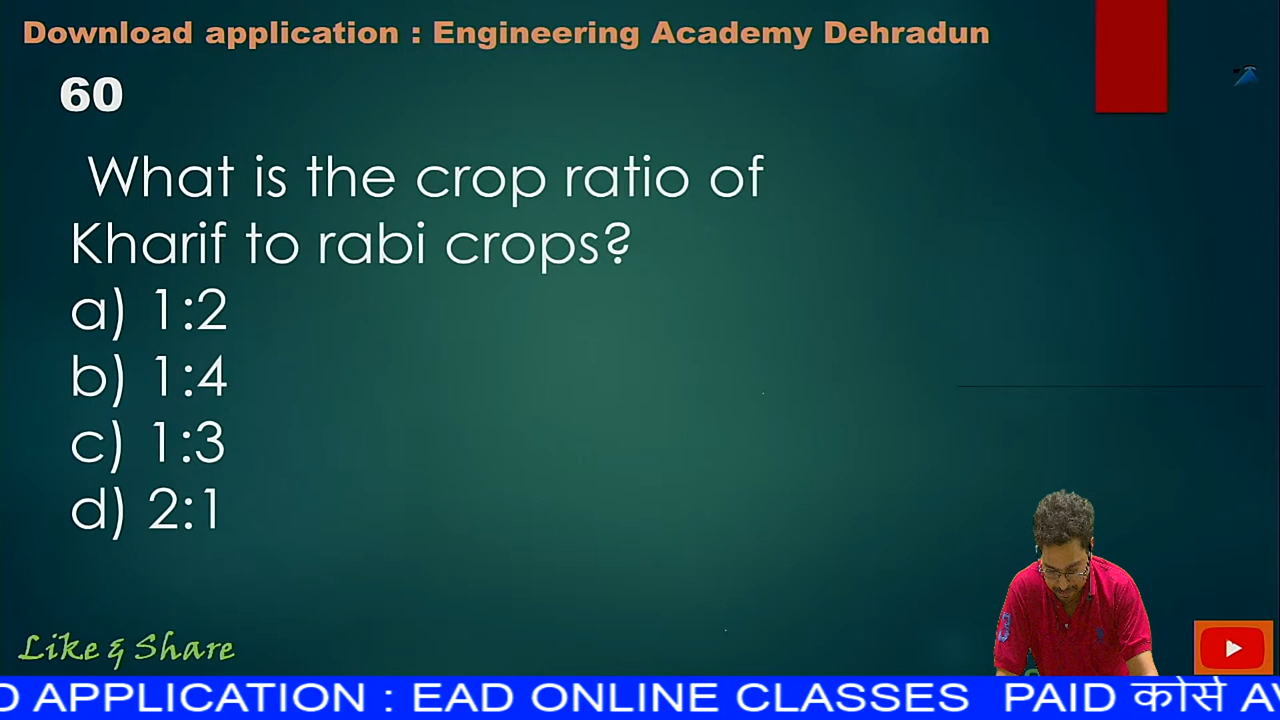 Download application : Engineering Academy Dehradun
60
What is the crop ratio of
Kharif to rabi crops?
a) 1:2
b) 1:4
c) 1:3
d) 2:1
Like & Share
APPLICATION : EAD ONLINE CLASSES PAID कोर्स